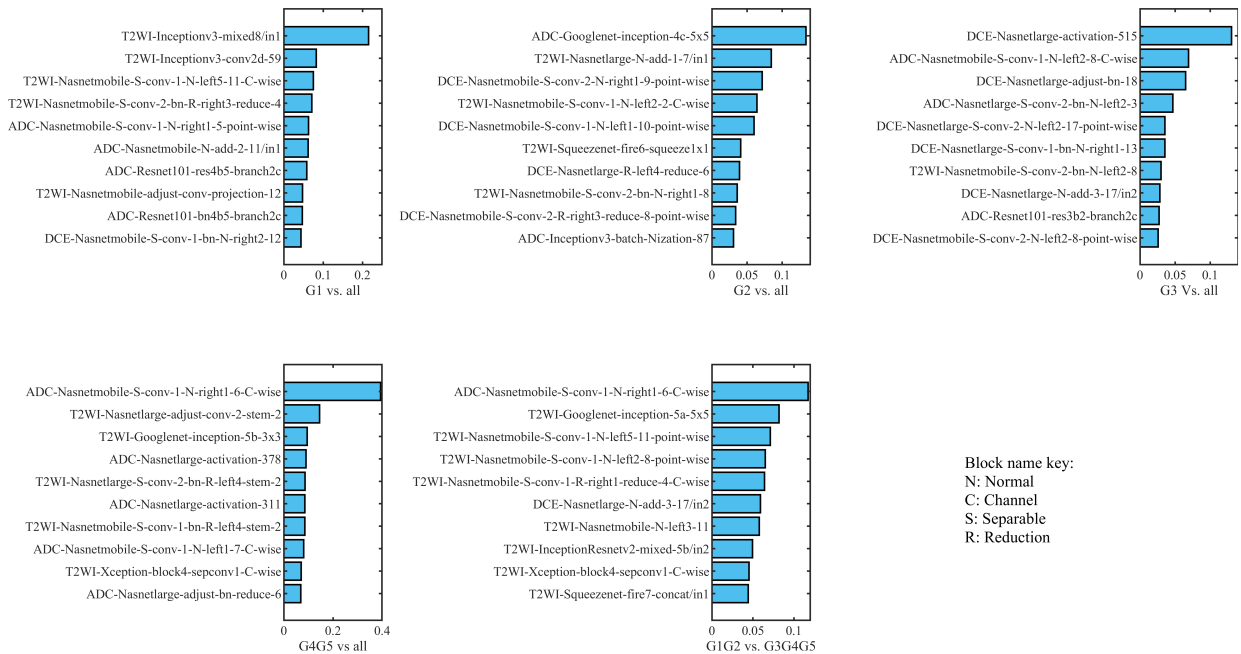 T2WI-Inceptionv3-mixed8/in1
T2WI-Inceptionv3-conv2d-59
T2WI-Nasnetmobile-S-conv-1-N-left5-11-C-wise
T2WI-Nasnetmobile-S-conv-2-bn-R-right3-reduce-4
ADC-Nasnetmobile-S-conv-1-N-right1-5-point-wise
ADC-Nasnetmobile-N-add-2-11/in1
ADC-Resnet101-res4b5-branch2c
T2WI-Nasnetmobile-adjust-conv-projection-12
ADC-Resnet101-bn4b5-branch2c
DCE-Nasnetmobile-S-conv-1-bn-N-right2-12
0 0.1 0.2
G1 vs. all
ADC-Googlenet-inception-4c-5x5
T2WI-Nasnetlarge-N-add-1-7/in1
DCE-Nasnetmobile-S-conv-2-N-right1-9-point-wise
T2WI-Nasnetmobile-S-conv-1-N-left2-2-C-wise
DCE-Nasnetmobile-S-conv-1-N-left1-10-point-wise
T2WI-Squeezenet-fire6-squeeze1x1
DCE-Nasnetlarge-R-left4-reduce-6
T2WI-Nasnetmobile-S-conv-2-bn-N-right1-8
DCE-Nasnetmobile-S-conv-2-R-right3-reduce-8-point-wise
ADC-Inceptionv3-batch-Nization-87
0 0.05 0.1
G2 vs. all
DCE-Nasnetlarge-activation-515
ADC-Nasnetmobile-S-conv-1-N-left2-8-C-wise
DCE-Nasnetlarge-adjust-bn-18
ADC-Nasnetlarge-S-conv-2-bn-N-left2-3
DCE-Nasnetlarge-S-conv-2-N-left2-17-point-wise
DCE-Nasnetlarge-S-conv-1-bn-N-right1-13
T2WI-Nasnetmobile-S-conv-2-bn-N-left2-8
DCE-Nasnetlarge-N-add-3-17/in2
ADC-Resnet101-res3b2-branch2c
DCE-Nasnetmobile-S-conv-2-N-left2-8-point-wise
0 0.05 0.1
G3 Vs. all
ADC-Nasnetmobile-S-conv-1-N-right1-6-C-wise
T2WI-Nasnetlarge-adjust-conv-2-stem-2
T2WI-Googlenet-inception-5b-3x3
ADC-Nasnetlarge-activation-378
T2WI-Nasnetlarge-S-conv-2-bn-R-left4-stem-2
ADC-Nasnetlarge-activation-311
T2WI-Nasnetmobile-S-conv-1-bn-R-left4-stem-2
ADC-Nasnetmobile-S-conv-1-N-left1-7-C-wise
T2WI-Xception-block4-sepconv1-C-wise
ADC-Nasnetlarge-adjust-bn-reduce-6
0 0.2 0.4
G4G5 vs all
ADC-Nasnetmobile-S-conv-1-N-right1-6-C-wise
T2WI-Googlenet-inception-5a-5x5
T2WI-Nasnetmobile-S-conv-1-N-left5-11-point-wise
T2WI-Nasnetmobile-S-conv-1-N-left2-8-point-wise
T2WI-Nasnetmobile-S-conv-1-R-right1-reduce-4-C-wise
DCE-Nasnetlarge-N-add-3-17/in2
T2WI-Nasnetmobile-N-left3-11
T2WI-InceptionResnetv2-mixed-5b/in2
T2WI-Xception-block4-sepconv1-C-wise
T2WI-Squeezenet-fire7-concat/in1
0 0.05 0.1
G1G2 vs. G3G4G5
Block name key:
N: Normal
C: Channel
S: Separable
R: Reduction